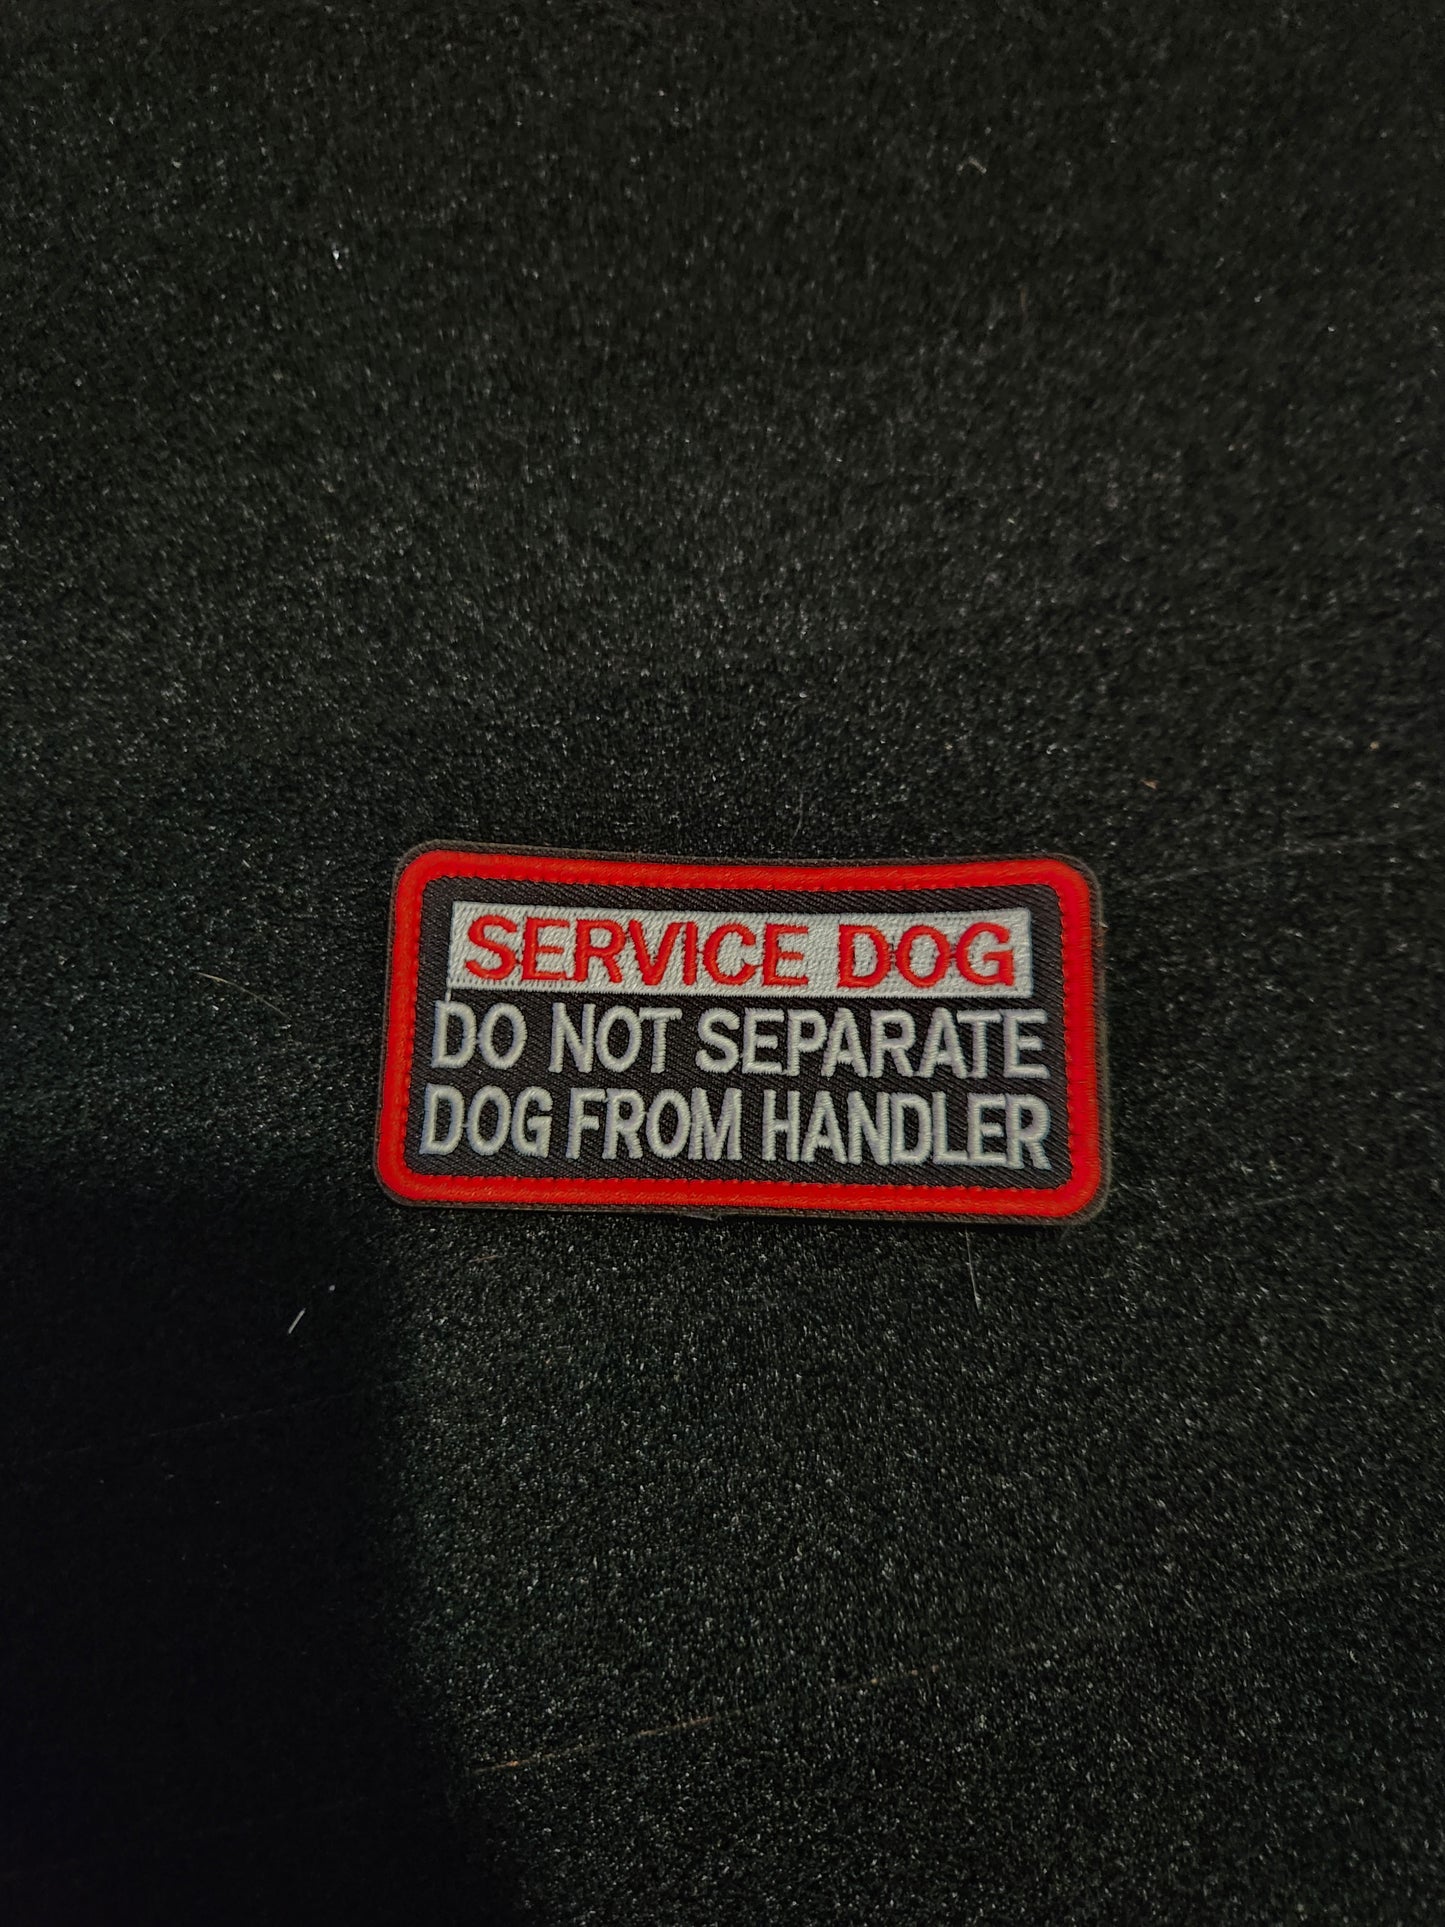 SERVICE DOG
DO NOT SEPARATE
DOG FROM HANDLER